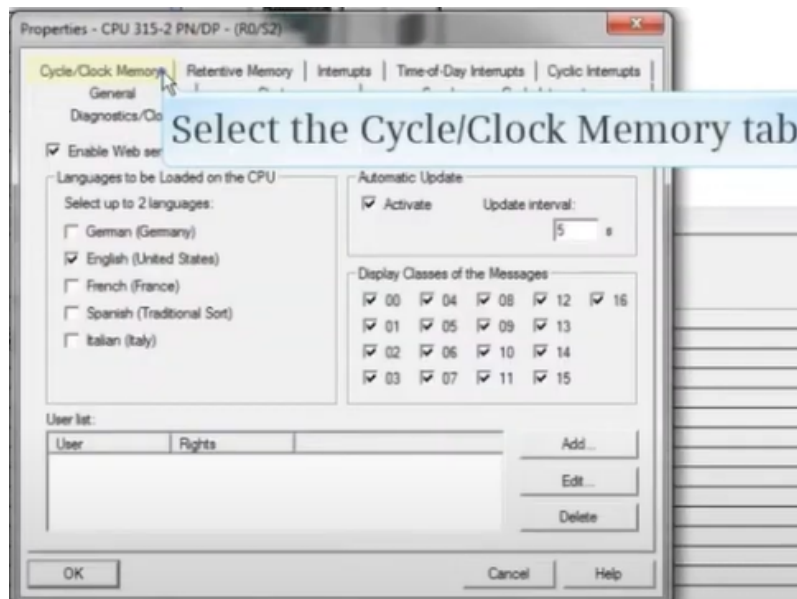 Properties - CPU 315-2 PN/DP - (R0/S2)
Cycle/Clock Memory Retentive Memory Interrupts Time-of-Day Interrupts Cyclic Interrupts
General
Diagnostics/Clo
Select the Cycle/Clock Memory tab
Enable Web ser
Languages to be Loaded on the CPU
Select up to 2 languages:
German (Germany)
English (United States)
French (France)
Spanish (Traditional Sort)
Italian (Italy)
Automatic Update
Activate Update interval:
5 s
Display Classes of the Messages
00 04 08 12 16
01 05 09 13
02 06 10 14
03 07 11 15
User list:
User Rights
Add...
Edit...
Delete
OK Cancel Help